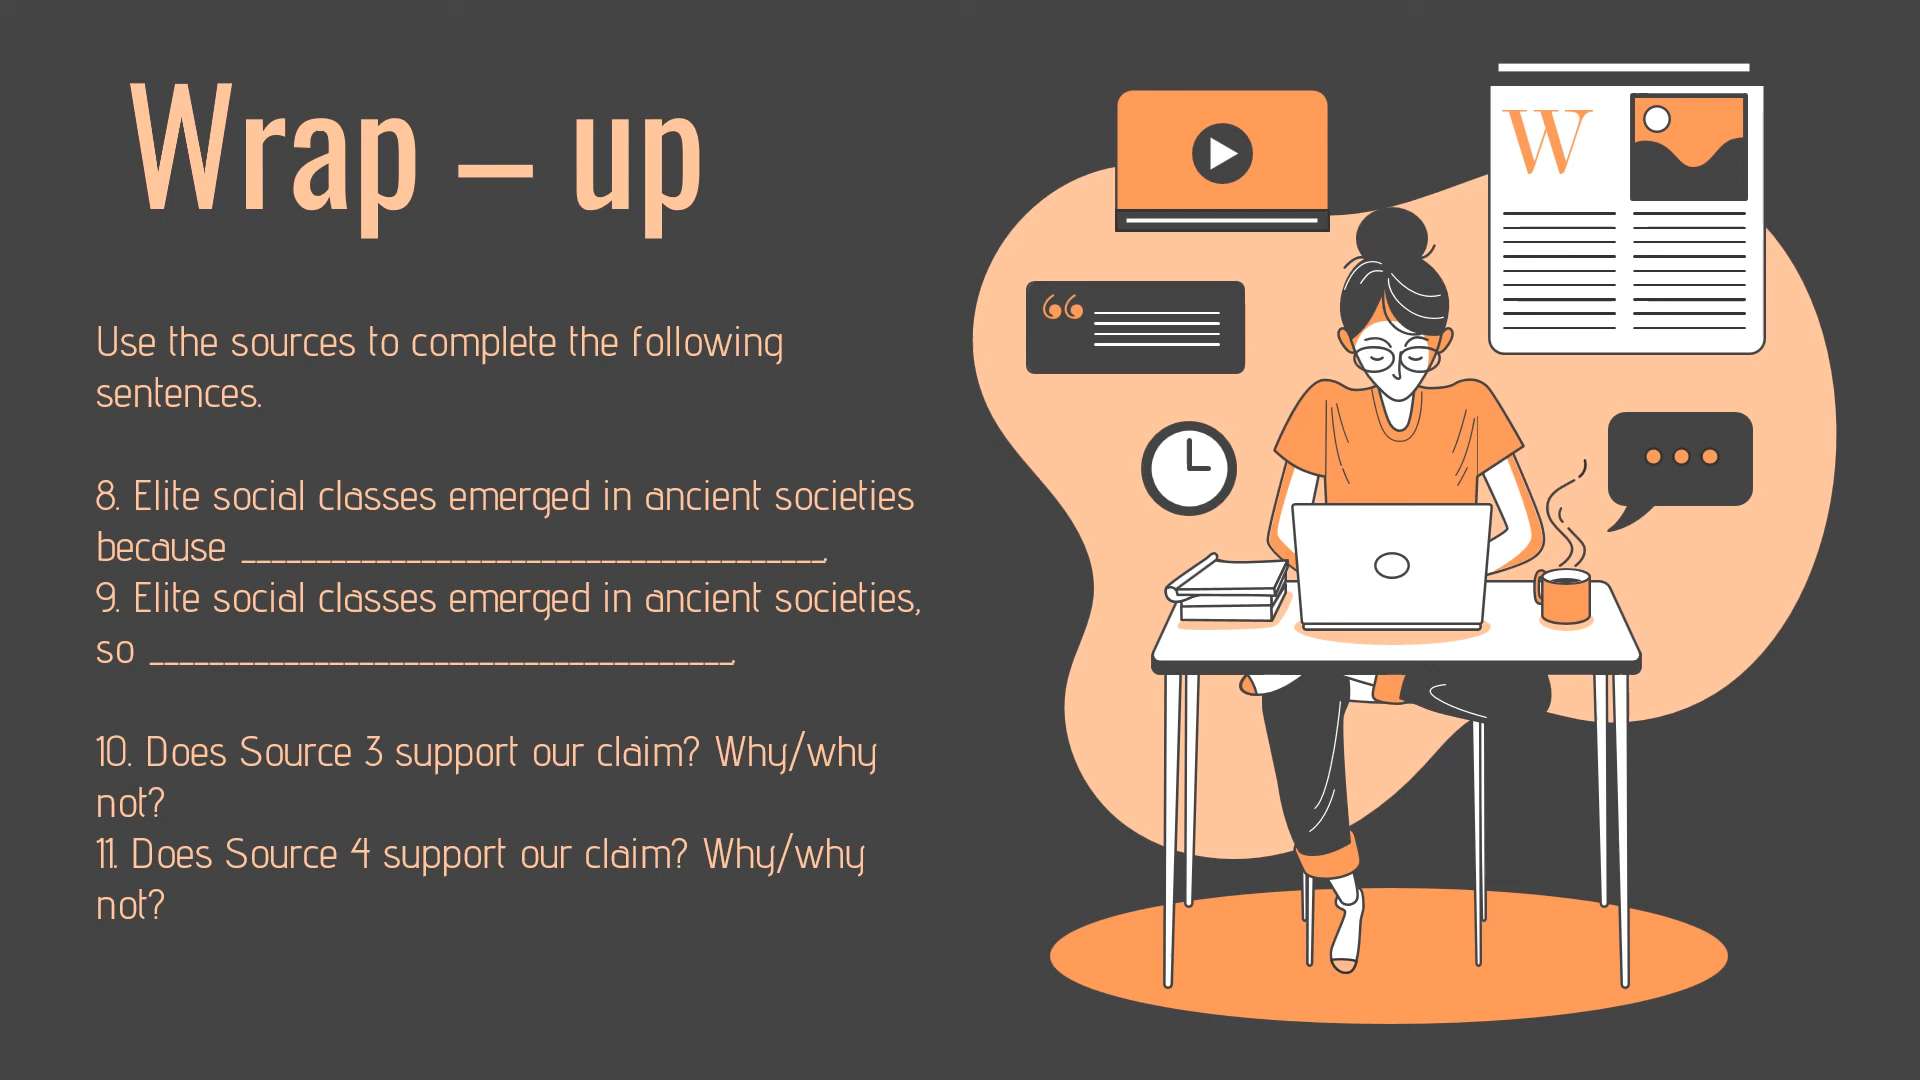 Wrap – up
Use the sources to complete the following
sentences.
8. Elite social classes emerged in ancient societies
because _______________________________________.
9. Elite social classes emerged in ancient societies,
so _______________________________________.
10. Does Source 3 support our claim? Why/why
not?
11. Does Source 4 support our claim? Why/why
not?
W
“